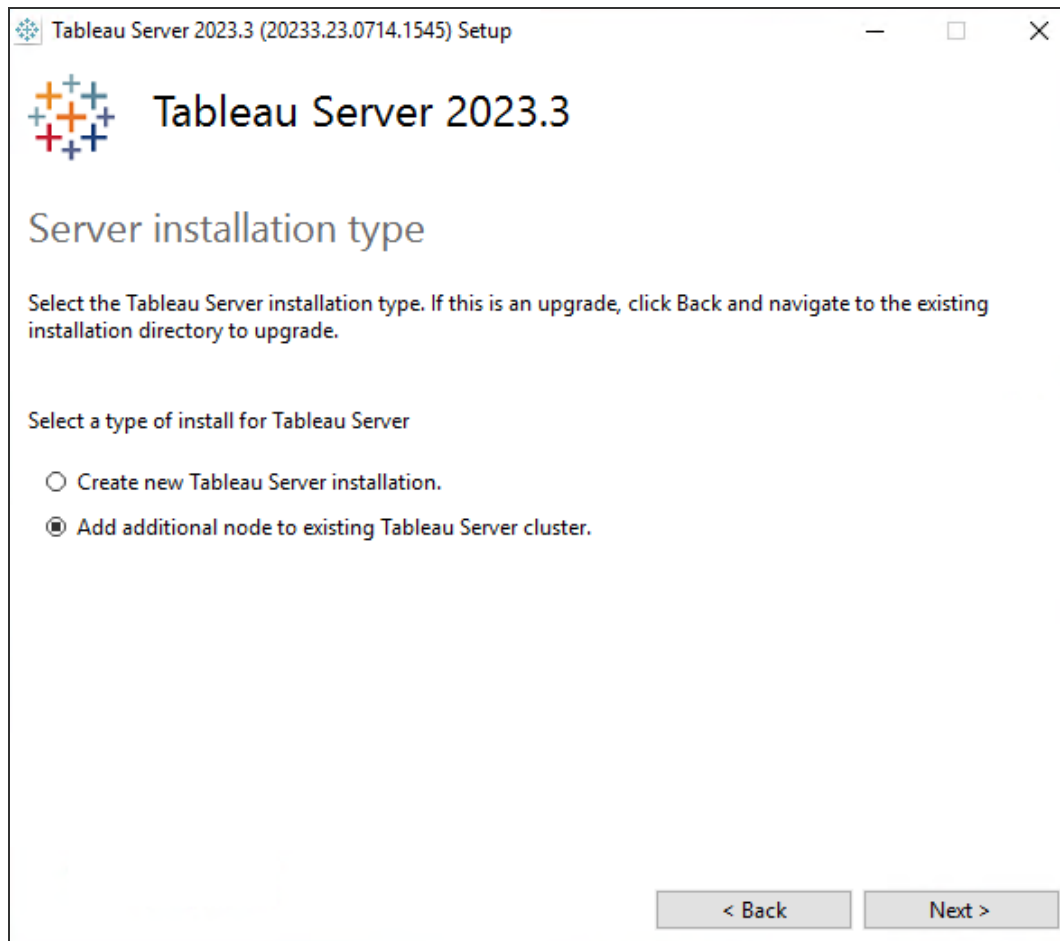 Tableau Server 2023.3 (20233.23.0714.1545) Setup
Tableau Server 2023.3
Server installation type
Select the Tableau Server installation type. If this is an upgrade, click Back and navigate to the existing
installation directory to upgrade.
Select a type of install for Tableau Server
Create new Tableau Server installation.
Add additional node to existing Tableau Server cluster.
< Back
Next >